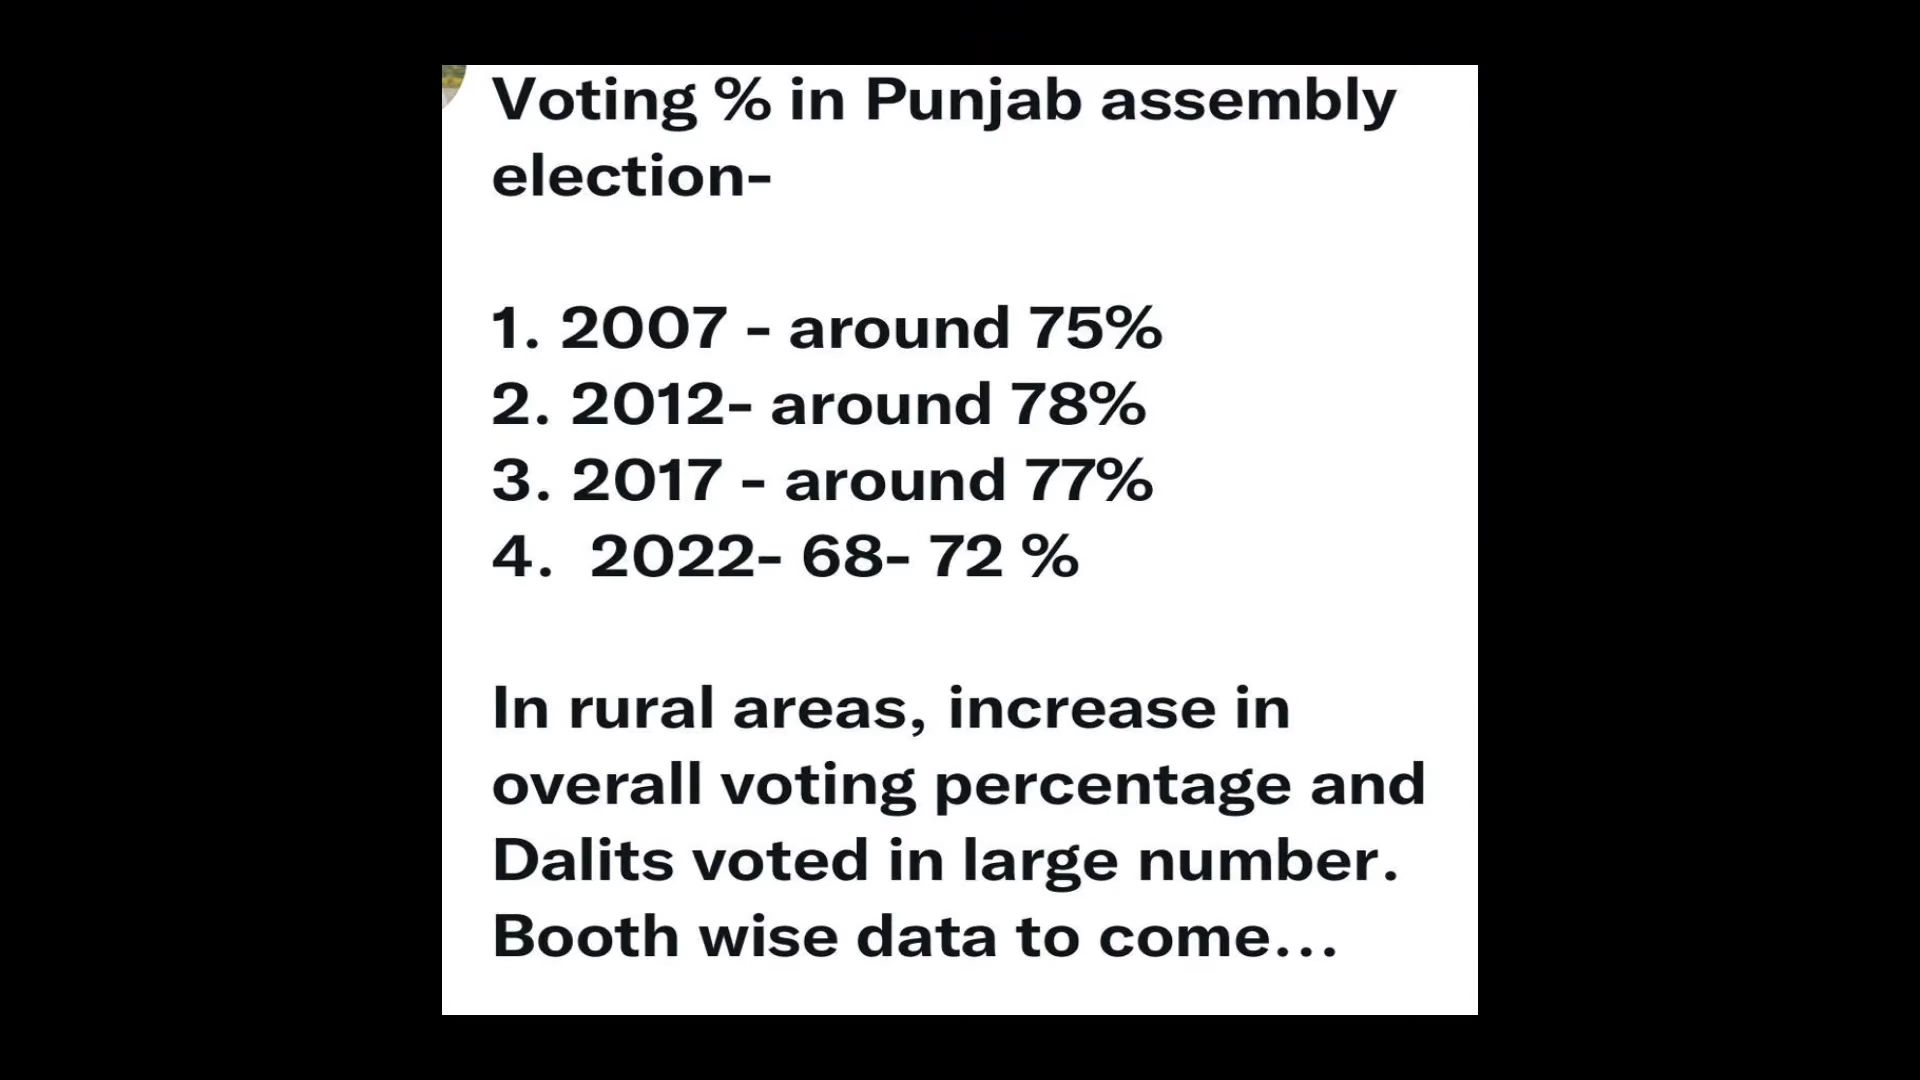 Voting % in Punjab assembly
election-
1. 2007 - around 75%
2. 2012- around 78%
3. 2017 - around 77%
4.  2022- 68- 72 %
In rural areas, increase in
overall voting percentage and
Dalits voted in large number.
Booth wise data to come...